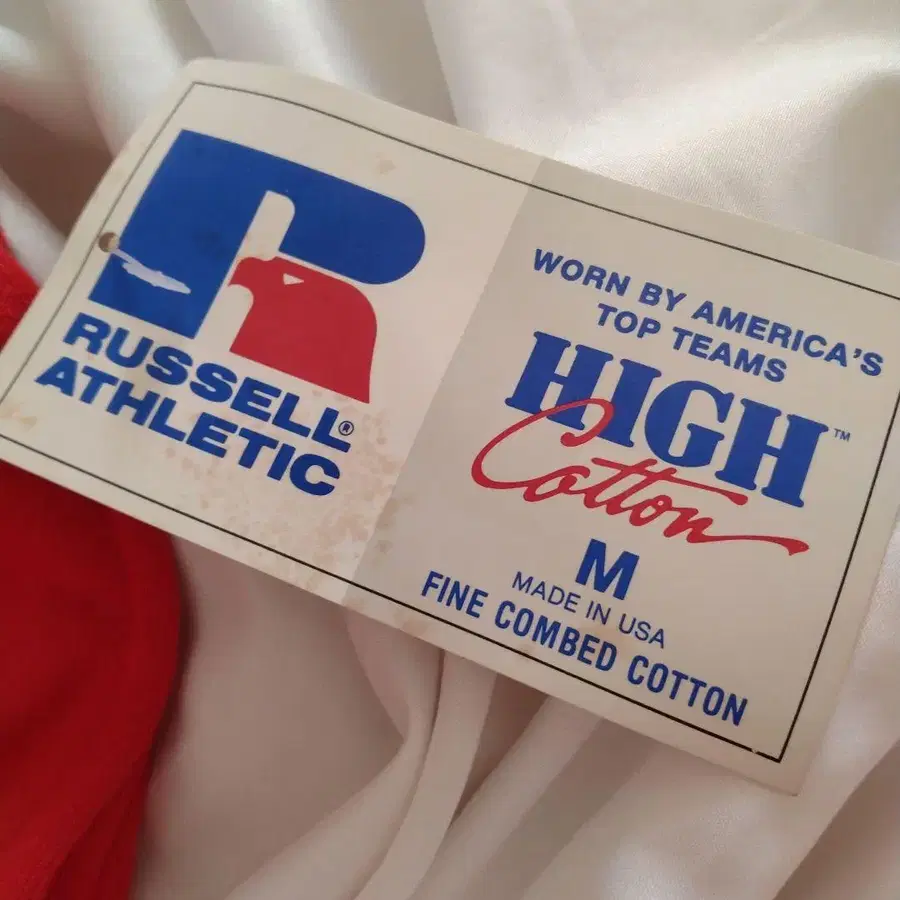 RUSSELL®
ATHLETIC
WORN BY AMERICA'S
TOP TEAMS
HIGH™
Cotton
M
MADE IN USA
FINE COMBED COTTON